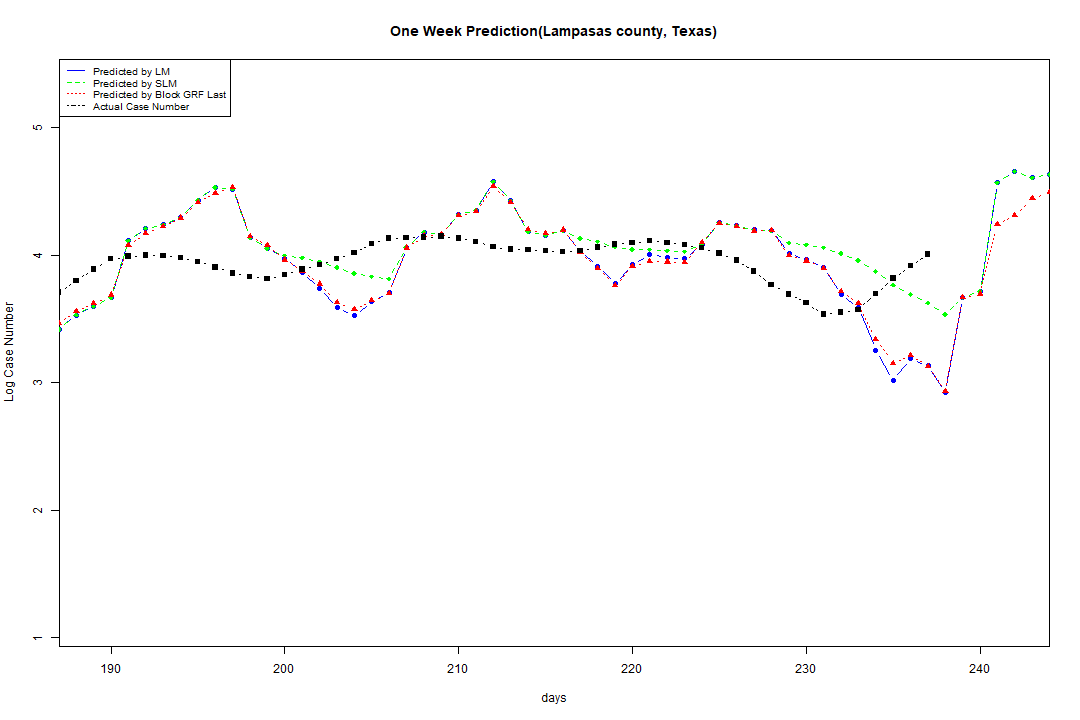 One Week Prediction(Lampasas county, Texas)
Predicted by LM
Predicted by SLM
Predicted by Block GRF Last
Actual Case Number
5
4
3
2
1
Log Case Number
190 200 210 220 230 240
days